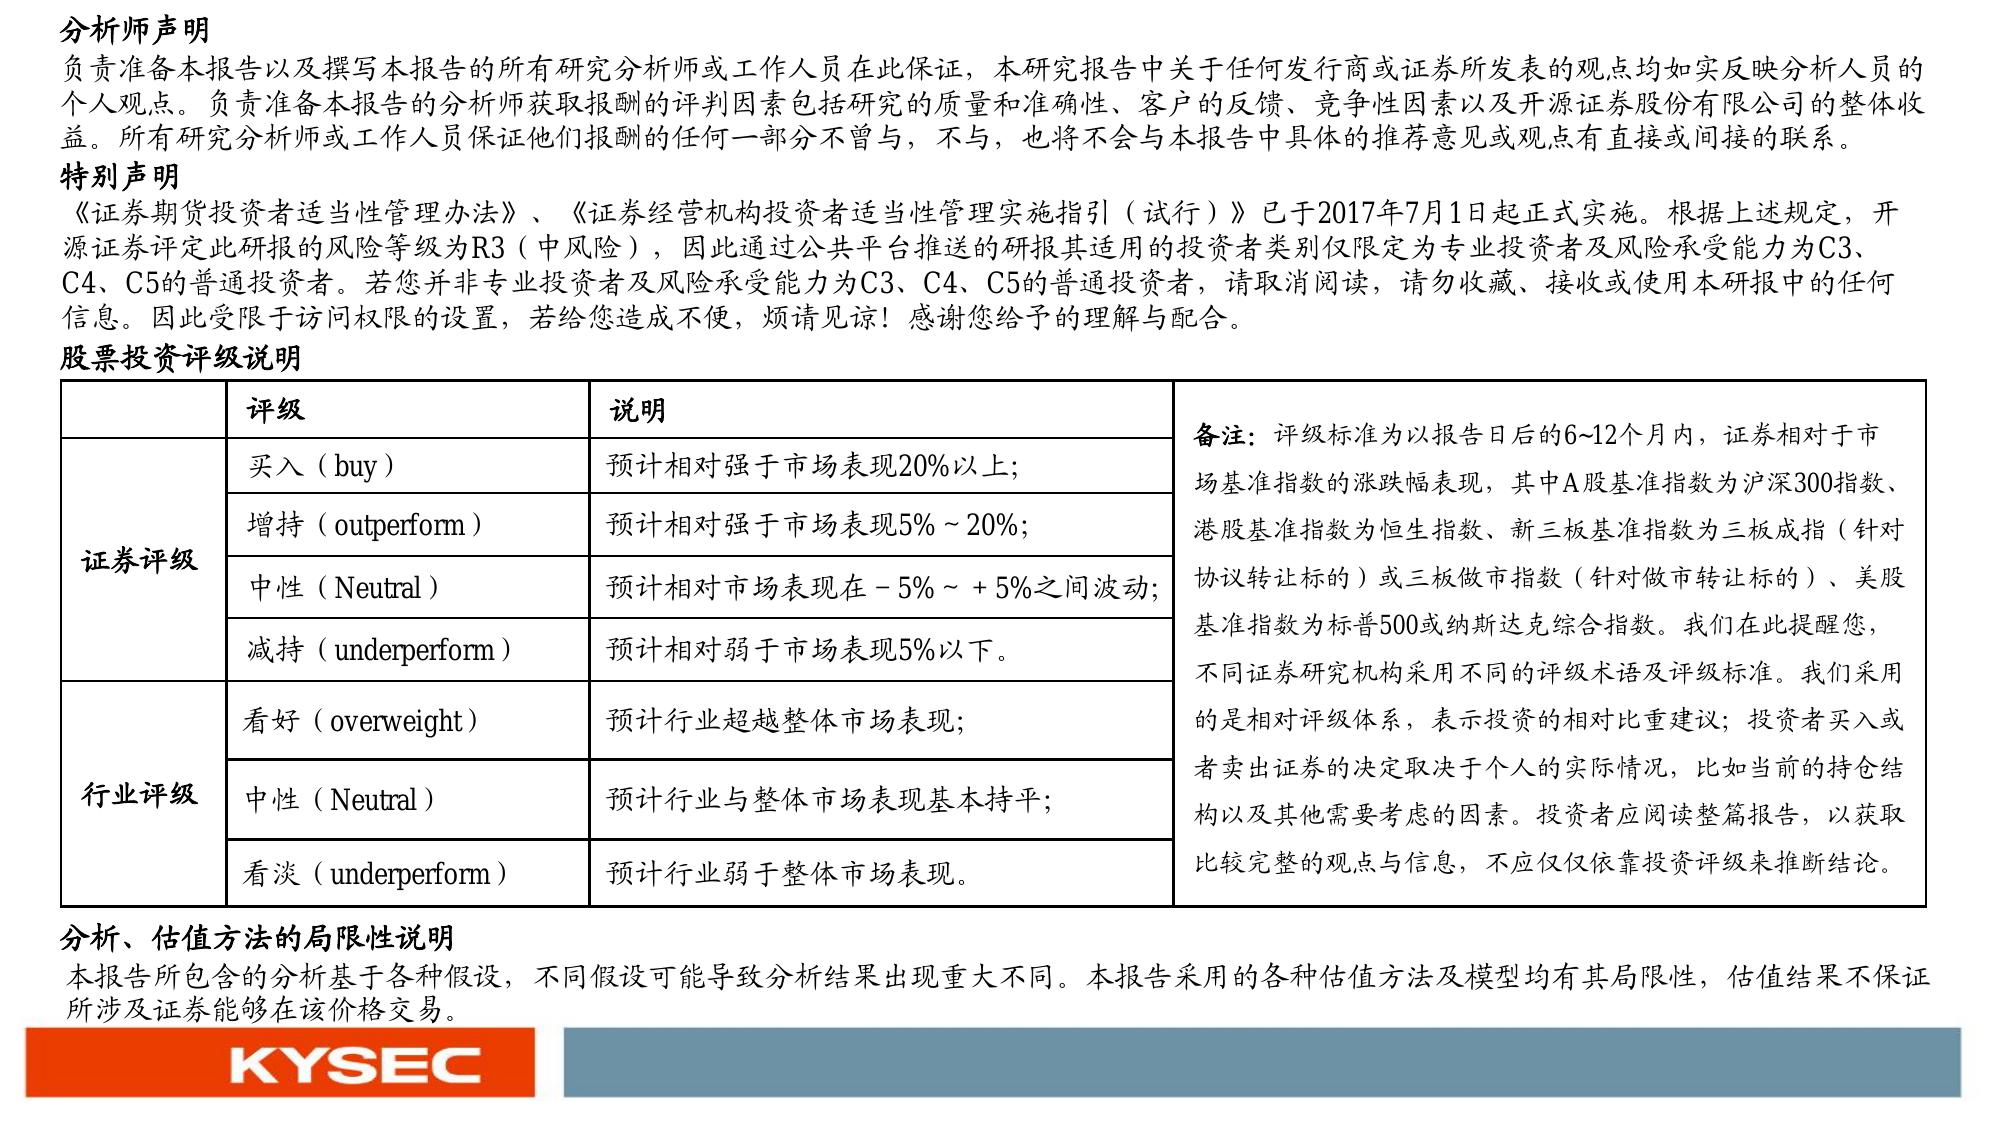 分析师声明
负责准备本报告以及撰写本报告的所有研究分析师或工作人员在此保证，本研究报告中关于任何发行商或证券所发表的观点均如实反映分析人员的
个人观点。负责准备本报告的分析师获取报酬的评判因素包括研究的质量和准确性、客户的反馈、竞争性因素以及开源证券股份有限公司的整体收
益。所有研究分析师或工作人员保证他们报酬的任何一部分不曾与，不与，也将不会与本报告中具体的推荐意见或观点有直接或间接的联系。
特别声明
《证券期货投资者适当性管理办法》、《证券经营机构投资者适当性管理实施指引（试行）》已于2017年7月1日起正式实施。根据上述规定，开
源证券评定此研报的风险等级为R3（中风险），因此通过公共平台推送的研报其适用的投资者类别仅限定为专业投资者及风险承受能力为C3、
C4、C5的普通投资者。若您并非专业投资者及风险承受能力为C3、C4、C5的普通投资者，请取消阅读，请勿收藏、接收或使用本研报中的任何
信息。因此受限于访问权限的设置，若给您造成不便，烦请见谅！感谢您给予的理解与配合。
股票投资评级说明
评级
说明
证券评级
买入（buy）
预计相对强于市场表现20%以上；
增持（outperform）
预计相对强于市场表现5%～20%；
中性（Neutral）
预计相对市场表现在－5%～＋5%之间波动；
减持（underperform）
预计相对弱于市场表现5%以下。
行业评级
看好（overweight）
预计行业超越整体市场表现；
中性（Neutral）
预计行业与整体市场表现基本持平；
看淡（underperform）
预计行业弱于整体市场表现。
备注：评级标准为以报告日后的6~12个月内，证券相对于市
场基准指数的涨跌幅表现，其中A股基准指数为沪深300指数、
港股基准指数为恒生指数、新三板基准指数为三板成指（针对
协议转让标的）或三板做市指数（针对做市转让标的）、美股
基准指数为标普500或纳斯达克综合指数。我们在此提醒您，
不同证券研究机构采用不同的评级术语及评级标准。我们采用
的是相对评级体系，表示投资的相对比重建议；投资者买入或
者卖出证券的决定取决于个人的实际情况，比如当前的持仓结
构以及其他需要考虑的因素。投资者应阅读整篇报告，以获取
比较完整的观点与信息，不应仅仅依靠投资评级来推断结论。
分析、估值方法的局限性说明
本报告所包含的分析基于各种假设，不同假设可能导致分析结果出现重大不同。本报告采用的各种估值方法及模型均有其局限性，估值结果不保证
所涉及证券能够在该价格交易。
KYSEC